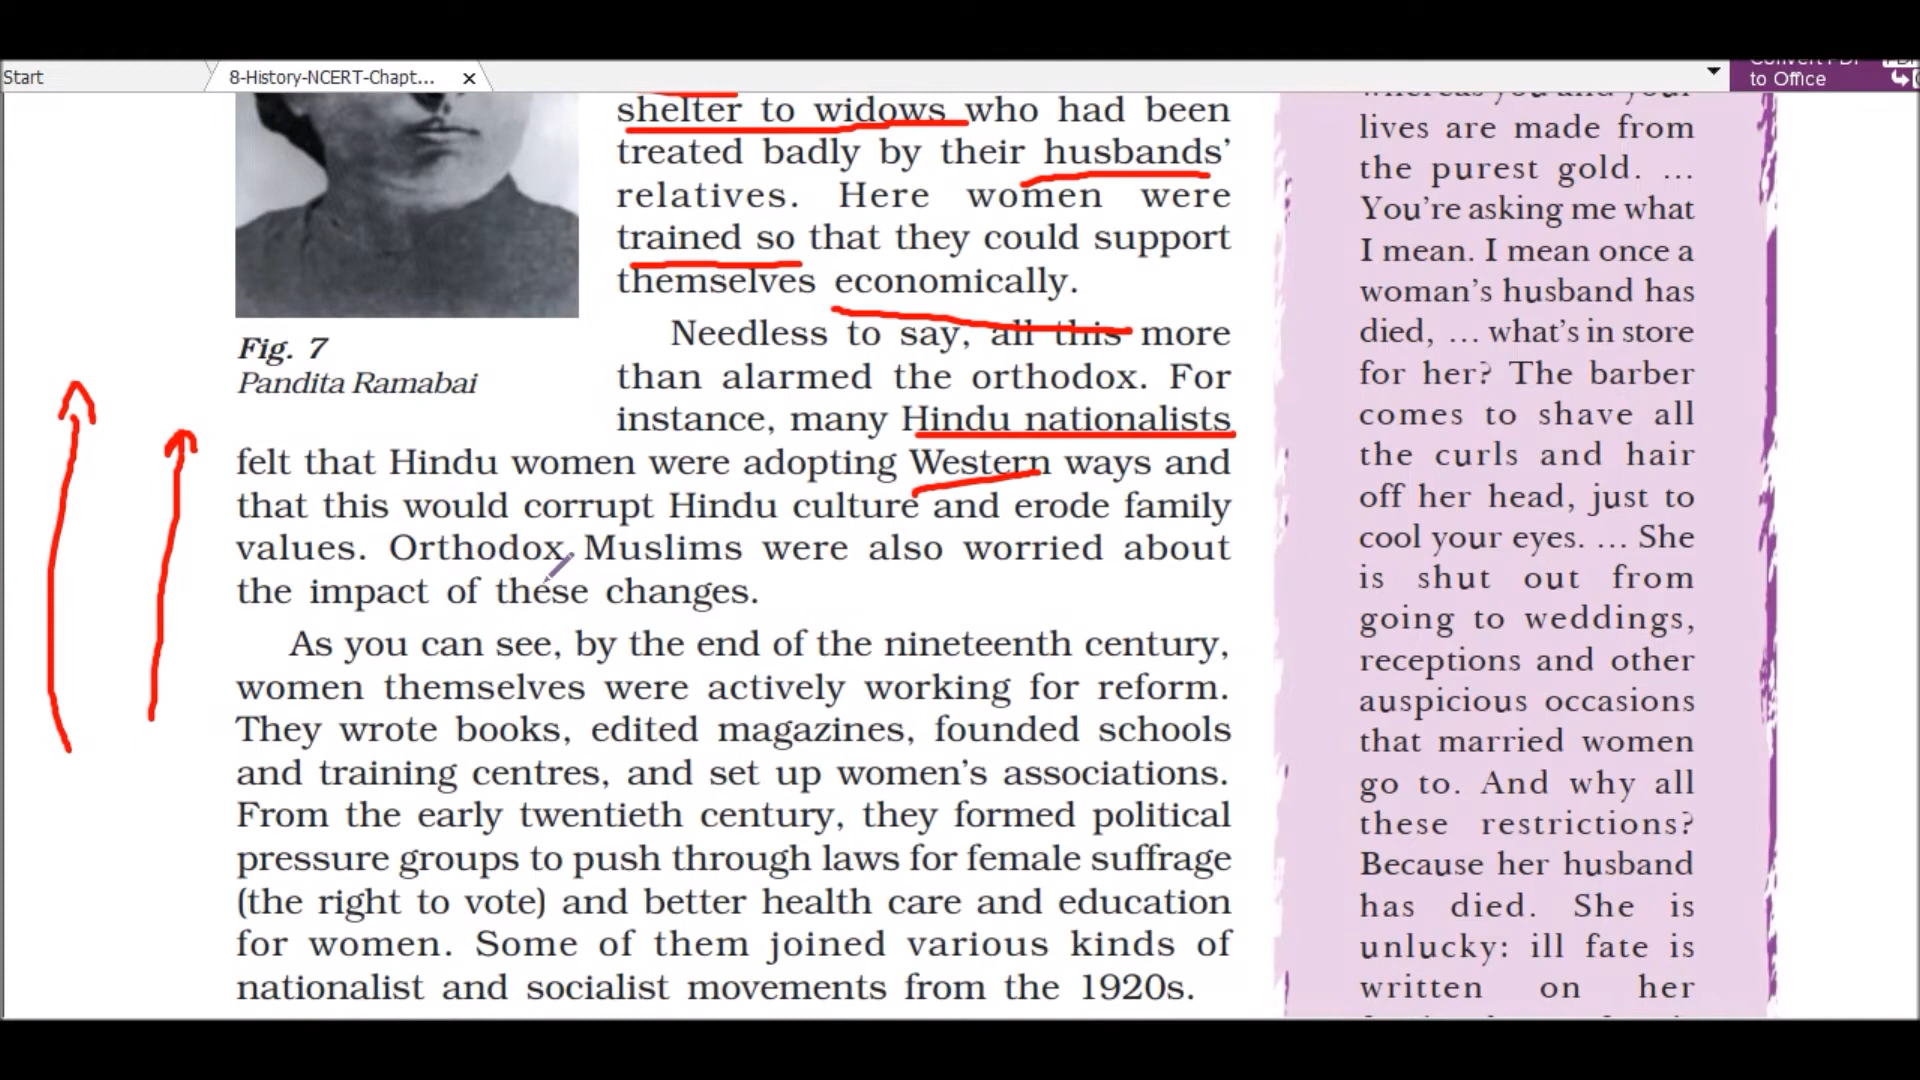 Start
8-History-NCERT-Chapt...
to Office
shelter to widows who had been
treated badly by their husbands’
relatives. Here women were
trained so that they could support
themselves economically.
Needless to say, all this more
than alarmed the orthodox. For
instance, many Hindu nationalists
felt that Hindu women were adopting Western ways and
that this would corrupt Hindu culture and erode family
values. Orthodox Muslims were also worried about
the impact of these changes.
As you can see, by the end of the nineteenth century,
women themselves were actively working for reform.
They wrote books, edited magazines, founded schools
and training centres, and set up women’s associations.
From the early twentieth century, they formed political
pressure groups to push through laws for female suffrage
(the right to vote) and better health care and education
for women. Some of them joined various kinds of
nationalist and socialist movements from the 1920s.
Fig. 7
Pandita Ramabai
whereas you and your
lives are made from
the purest gold. ...
You’re asking me what
I mean. I mean once a
woman’s husband has
died, ... what’s in store
for her? The barber
comes to shave all
the curls and hair
off her head, just to
cool your eyes. ... She
is shut out from
going to weddings,
receptions and other
auspicious occasions
that married women
go to. And why all
these restrictions?
Because her husband
has died. She is
unlucky: ill fate is
written on her